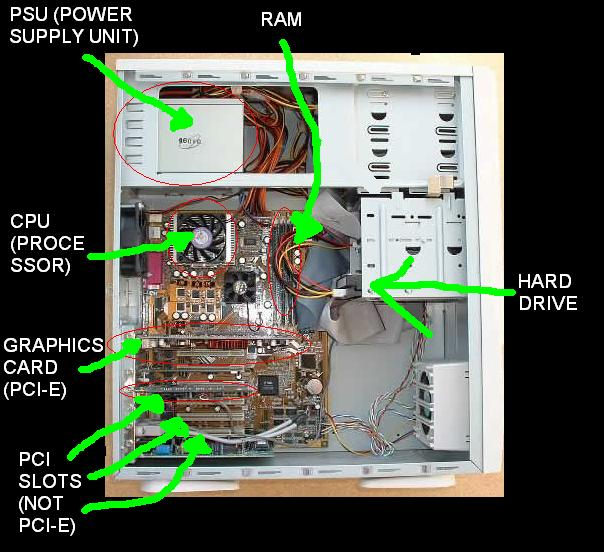 PSU (POWER
SUPPLY UNIT)
RAM
CPU
(PROCE
SSOR)
HARD
DRIVE
GRAPHICS
CARD
(PCI-E)
PCI
SLOTS
(NOT
PCI-E)